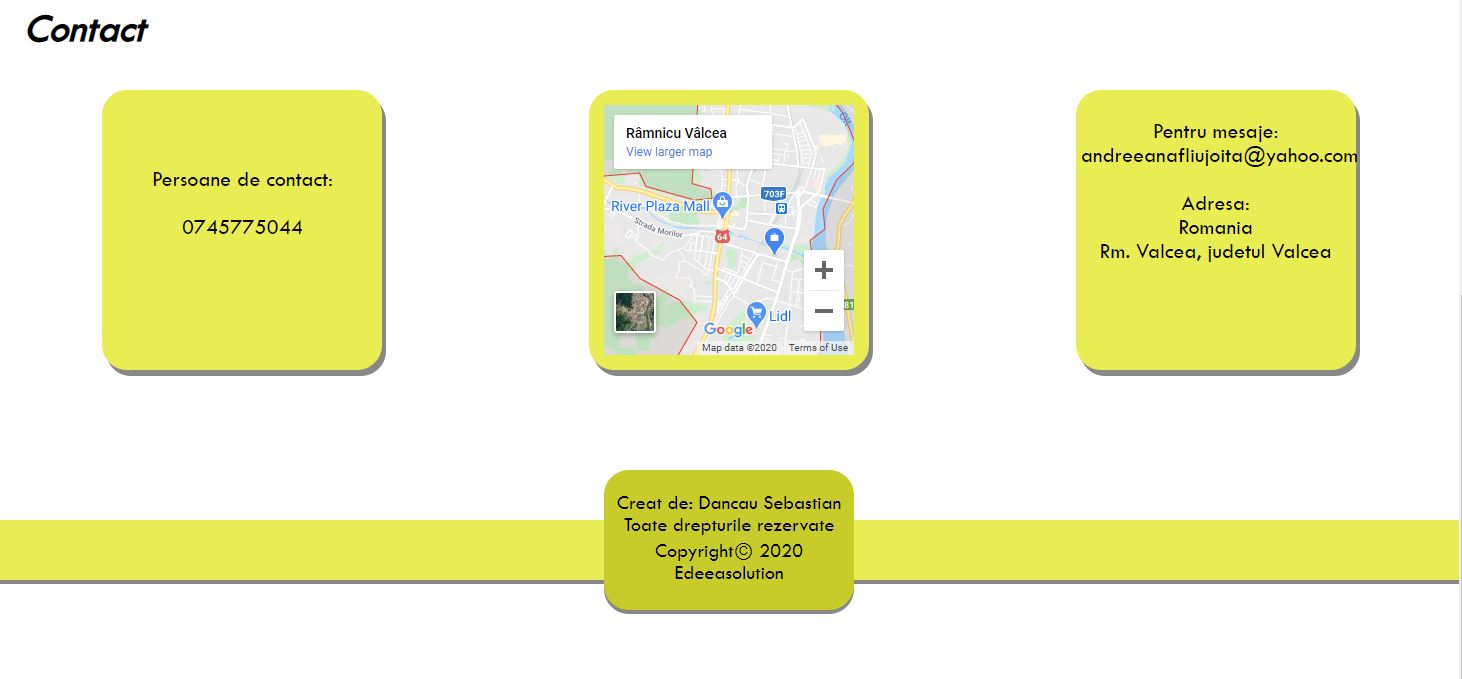 Contact
Persoane de contact:
0745775044
Râmnicu Vâlcea
View larger map
Olt
703F
River Plaza Mall
Strada Morilor
64
81
Lidl
Google
Map data ©2020 Terms of Use
Pentru mesaje:
andreeanafliujoita@yahoo.com
Adresa:
Romania
Rm. Valcea, judetul Valcea
Creat de: Dancau Sebastian
Toate drepturile rezervate
Copyright© 2020
Edeeasolution